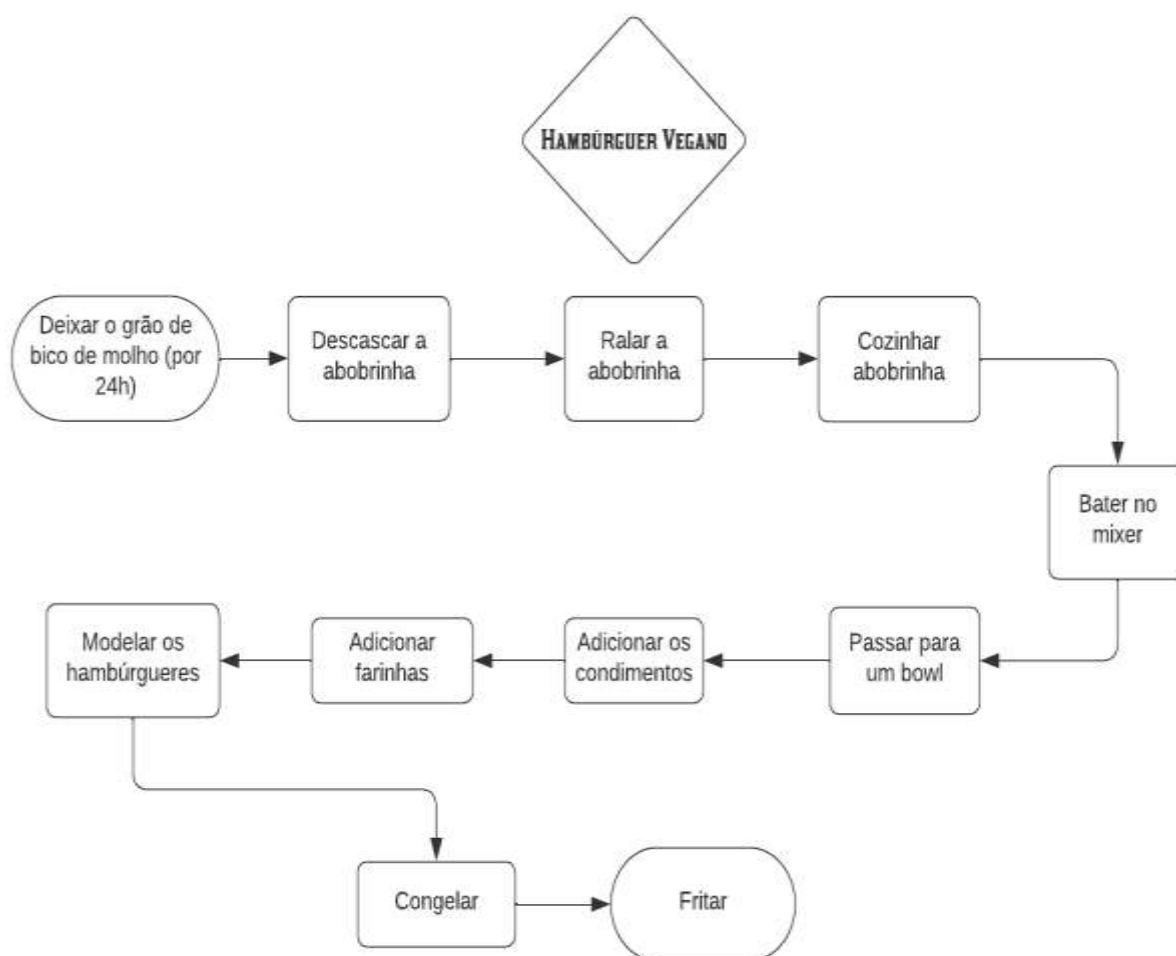 HAMBÚRGUER VEGANO
Deixar o grão de
bico de molho (por
24h)
Descascar a
abobrinha
Ralar a
abobrinha
Cozinhar
abobrinha
Bater no
mixer
Passar para
um bowl
Adicionar os
condimentos
Adicionar
farinhas
Modelar os
hambúrgueres
Congelar
Fritar